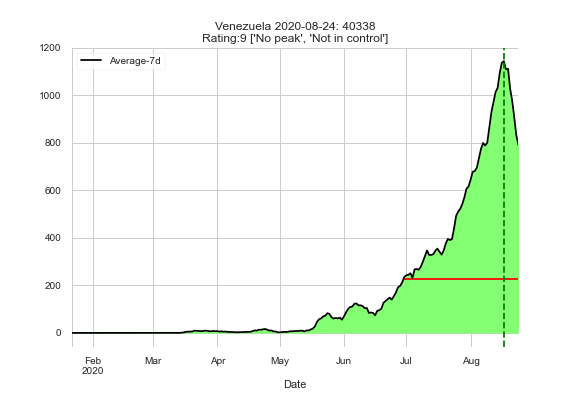 Venezuela 2020-08-24: 40338
Rating:9 ['No peak', 'Not in control']
Average-7d
1200
1000
800
600
400
200
0
Feb Mar Apr May Jun Jul Aug
2020
Date